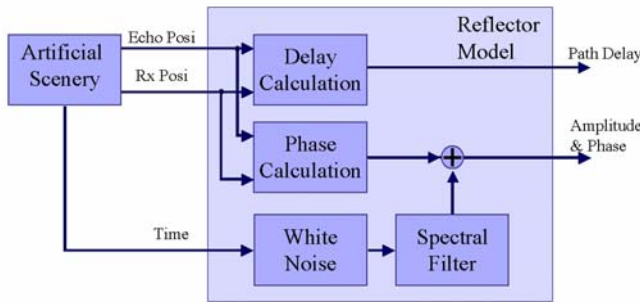 Artificial
Scenery
Echo Posi
Rx Posi
Time
Reflector
Model
Delay
Calculation
Phase
Calculation
White
Noise
Spectral
Filter
+
Path Delay
Amplitude
& Phase